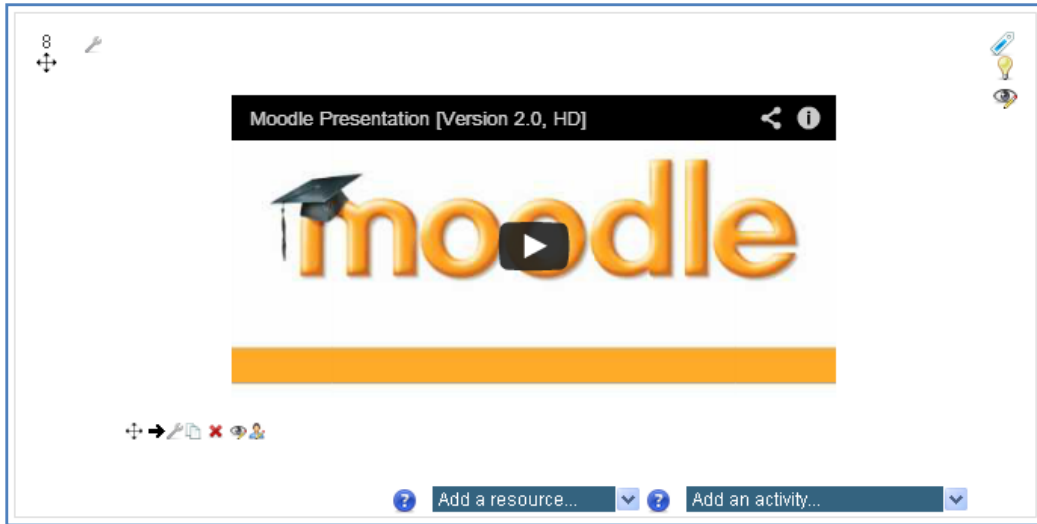 8
Moodle Presentation [Version 2.0, HD]
moodle
Add a resource... Add an activity...